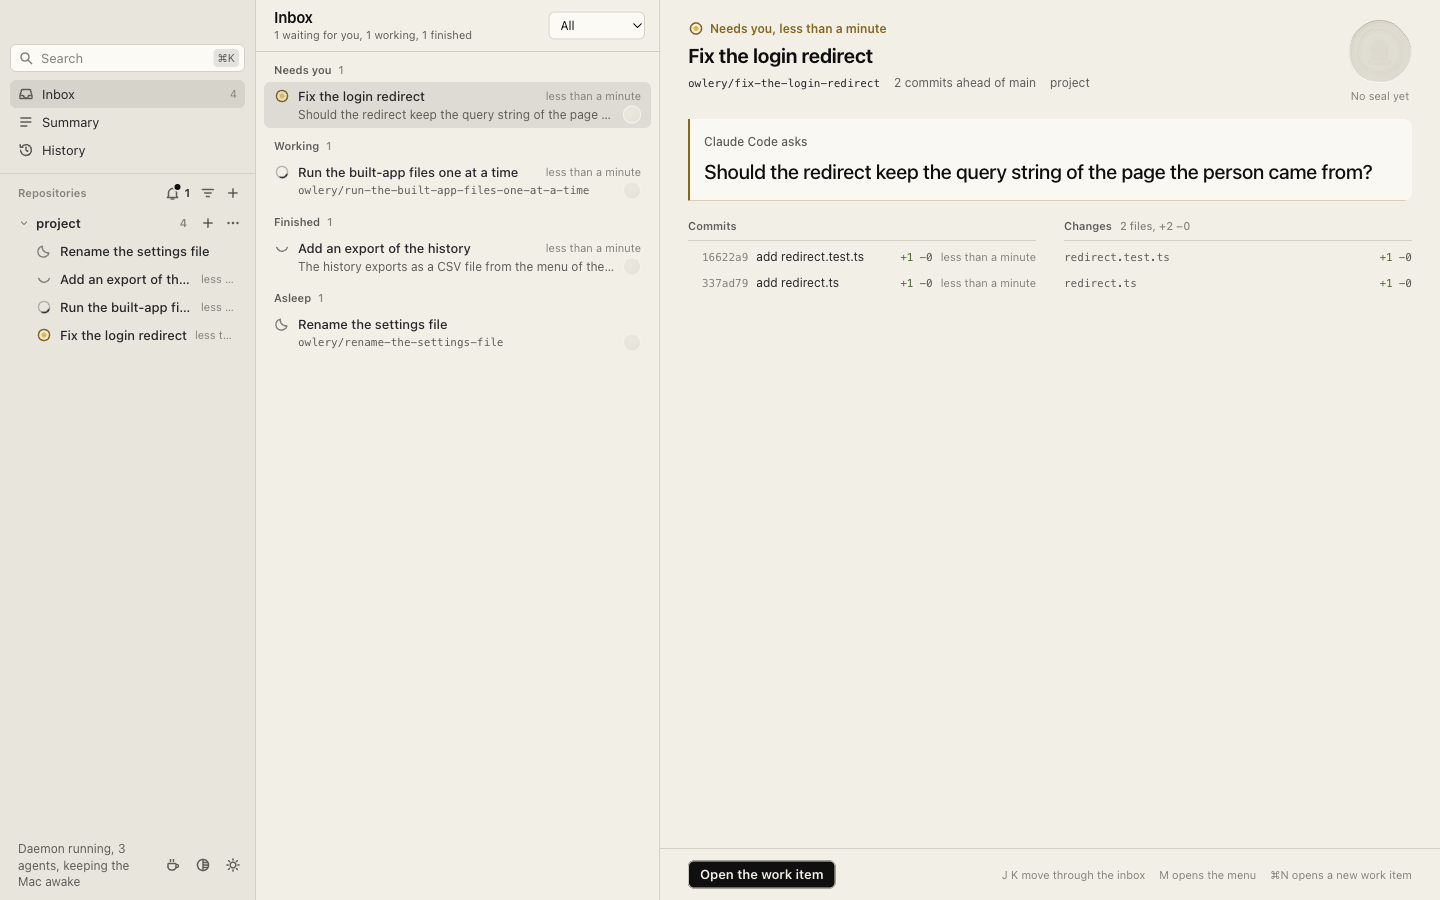 Search ⌘K
Inbox 4
Summary
History
Repositories 1
project 4
Rename the settings file
Add an export of th... less ...
Run the built-app fi... less ...
Fix the login redirect less t...
Daemon running, 3
agents, keeping the
Mac awake
Inbox
1 waiting for you, 1 working, 1 finished
All
Needs you 1
Fix the login redirect less than a minute
Should the redirect keep the query string of the page ...
Working 1
Run the built-app files one at a time less than a minute
owlery/run-the-built-app-files-one-at-a-time
Finished 1
Add an export of the history less than a minute
The history exports as a CSV file from the menu of the...
Asleep 1
Rename the settings file
owlery/rename-the-settings-file
Needs you, less than a minute
Fix the login redirect
owlery/fix-the-login-redirect 2 commits ahead of main project
No seal yet
Claude Code asks
Should the redirect keep the query string of the page the person came from?
Commits
16622a9 add redirect.test.ts +1 −0 less than a minute
337ad79 add redirect.ts +1 −0 less than a minute
Changes 2 files, +2 −0
redirect.test.ts +1 −0
redirect.ts +1 −0
Open the work item
J K move through the inbox M opens the menu ⌘N opens a new work item